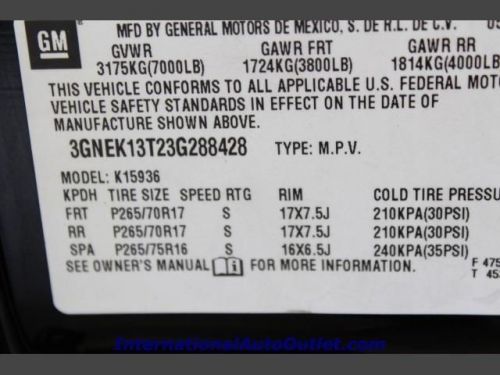 MFD BY GENERAL MOTORS DE MEXICO, S. DE R.L. DE C.V.
GM
GVWR GAWR FRT GAWR RR
3175KG(7000LB) 1724KG(3800LB) 1814KG(4000LB
THIS VEHICLE CONFORMS TO ALL APPLICABLE U.S. FEDERAL MOTO
VEHICLE SAFETY STANDARDS IN EFFECT ON THE DATE OF
MANUFACTURE SHOWN ABOVE.
3GNEK13T23G288428 TYPE: M.P.V.
MODEL: K15936
KPDH TIRE SIZE SPEED RTG RIM COLD TIRE PRESSU
FRT P265/70R17 S 17X7.5J 210KPA(30PSI)
RR P265/70R17 S 17X7.5J 210KPA(30PSI)
SPA P265/75R16 S 16X6.5J 240KPA(35PSI)
SEE OWNER'S MANUAL i FOR MORE INFORMATION.
F 475
T 453
InternationalAutoOutlet.com